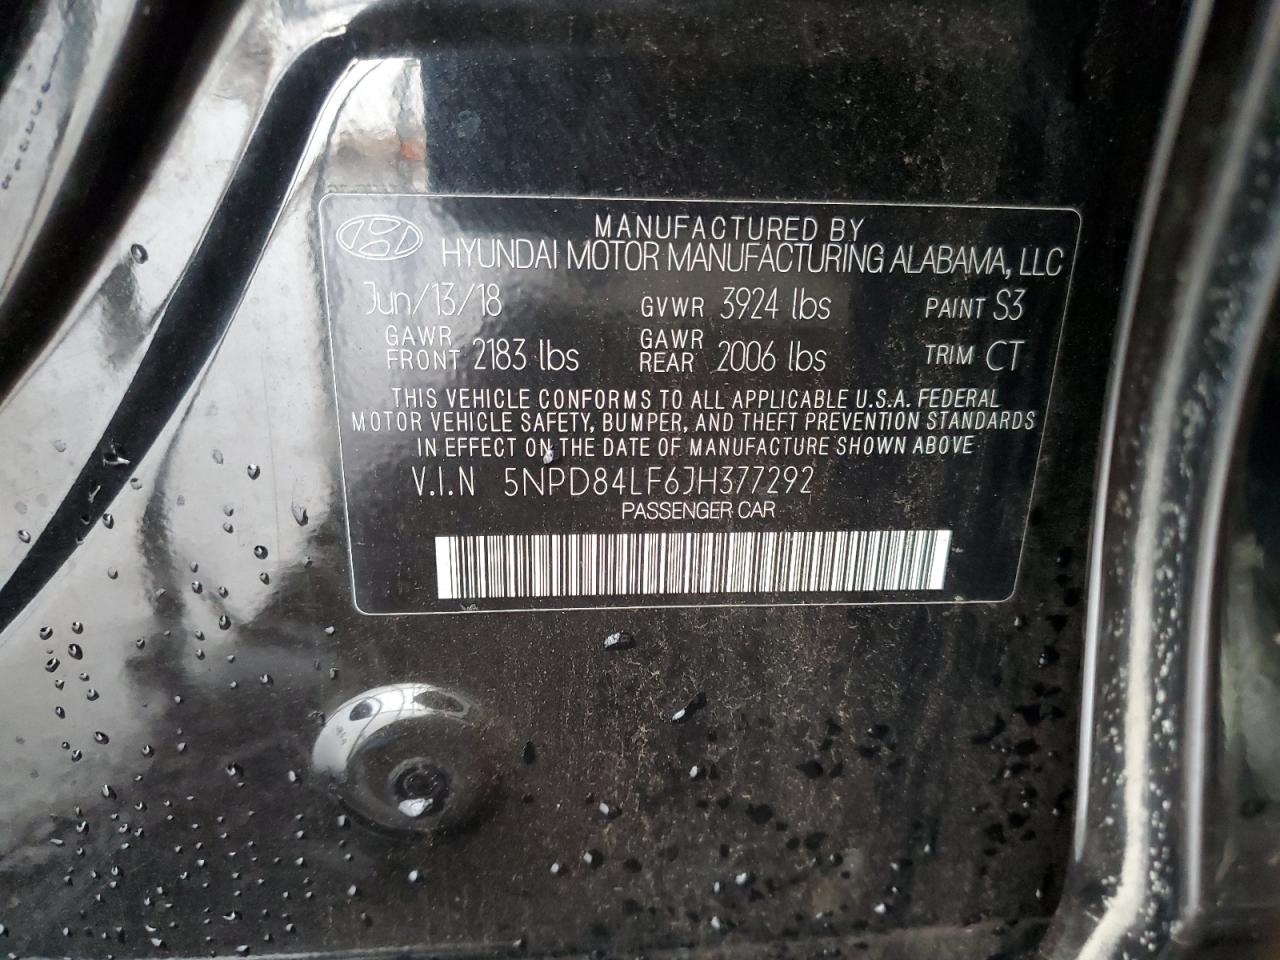 MANUFACTURED BY
HYUNDAI MOTOR MANUFACTURING ALABAMA, LLC
Jun/13/18 GVWR 3924 lbs PAINT S3
GAWR FRONT 2183 lbs GAWR REAR 2006 lbs TRIM CT
THIS VEHICLE CONFORMS TO ALL APPLICABLE U.S.A. FEDERAL
MOTOR VEHICLE SAFETY, BUMPER, AND THEFT PREVENTION STANDARDS
IN EFFECT ON THE DATE OF MANUFACTURE SHOWN ABOVE
V.I.N 5NPD84LF6JH377292
PASSENGER CAR